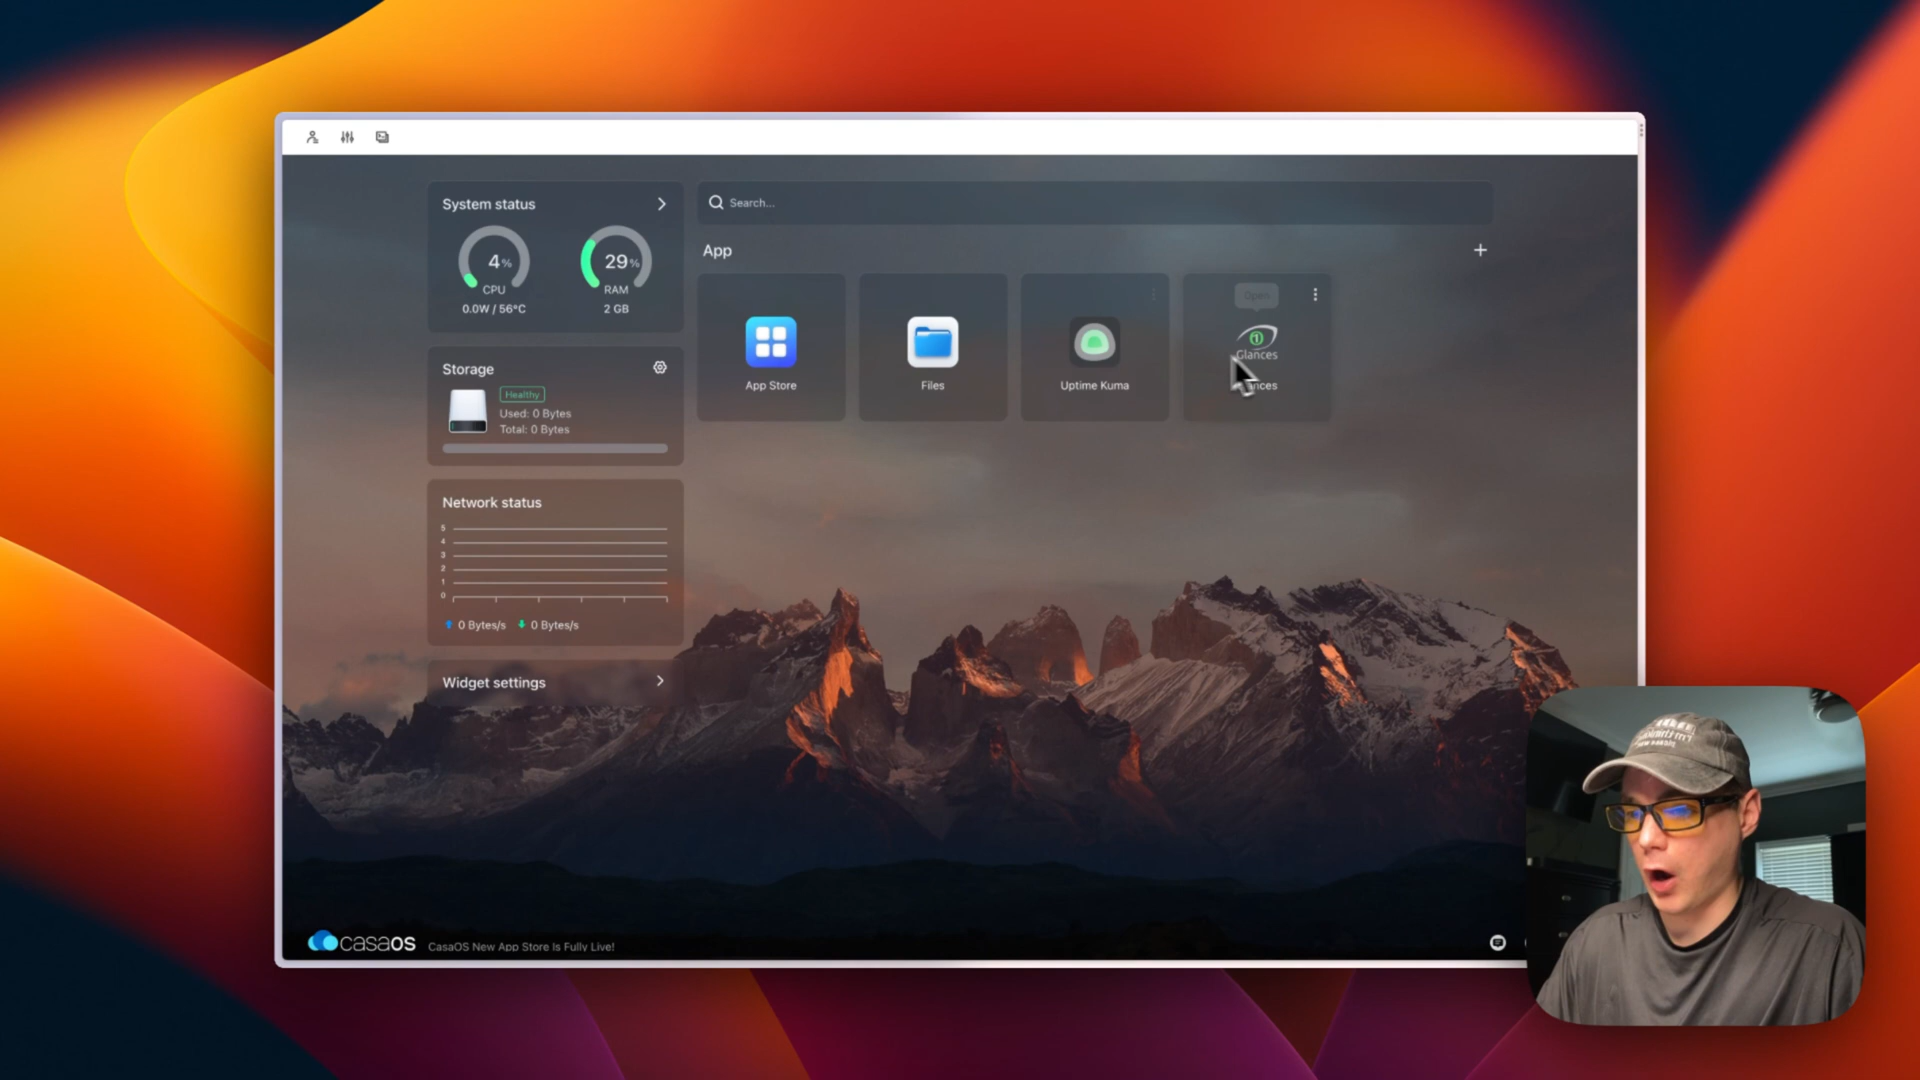 System status
4%
CPU
0.0W / 56°C
29%
RAM
2 GB
Storage
Healthy
Used: 0 Bytes
Total: 0 Bytes
Network status
5
4
3
2
1
0
0 Bytes/s
0 Bytes/s
Widget settings
Search...
App
App Store
Files
Uptime Kuma
Open
Glances
casaOS
CasaOS New App Store Is Fully Live!